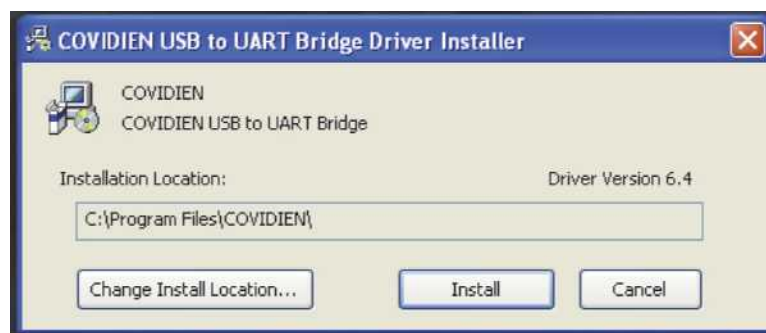 COVIDIEN USB to UART Bridge Driver Installer
COVIDIEN
COVIDIEN USB to UART Bridge
Installation Location:
Driver Version 6.4
C:\Program Files\COVIDIEN\
Change Install Location...
Install
Cancel